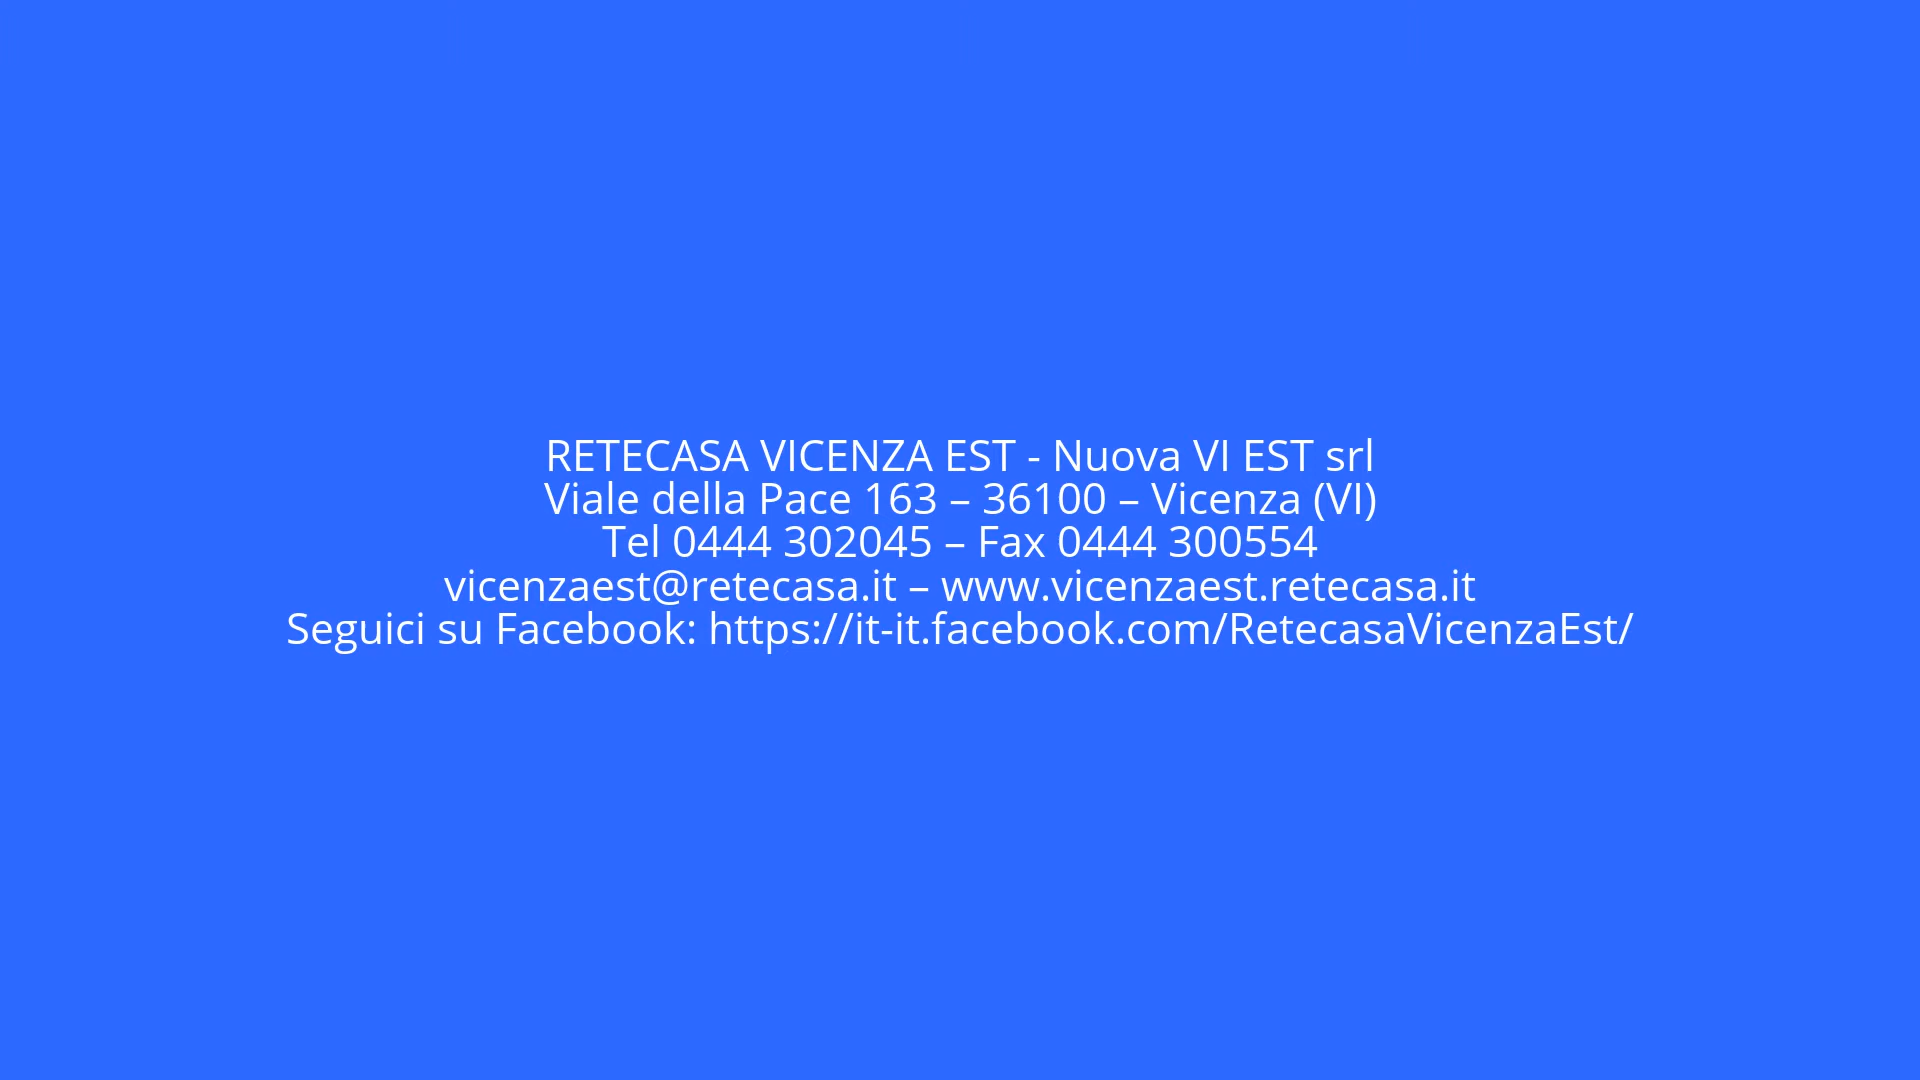 RETECASA VICENZA EST - Nuova VI EST srl
Viale della Pace 163 – 36100 – Vicenza (VI)
Tel 0444 302045 – Fax 0444 300554
vicenzaest@retecasa.it – www.vicenzaest.retecasa.it
Seguici su Facebook: https://it-it.facebook.com/RetecasaVicenzaEst/